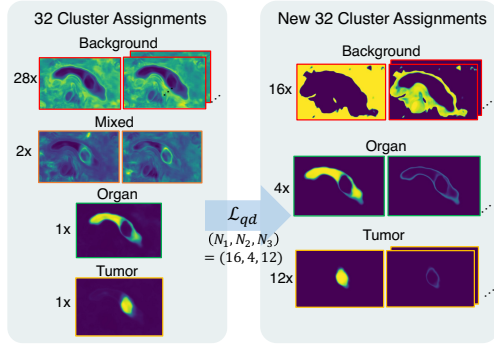 32 Cluster Assignments
Background
28x
...
...
Mixed
2x
Organ
1x
Tumor
1x
ℒ_qd
(N₁, N₂, N₃)
= (16, 4, 12)
New 32 Cluster Assignments
Background
16x
...
Organ
4x
...
Tumor
12x
...